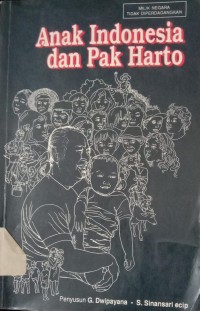 MILIK NEGARA
TIDAK DIPERDAGANGKAN
Anak Indonesia
dan Pak Harto
Penyusun G. Dwipayana - S. Sinansari ecip